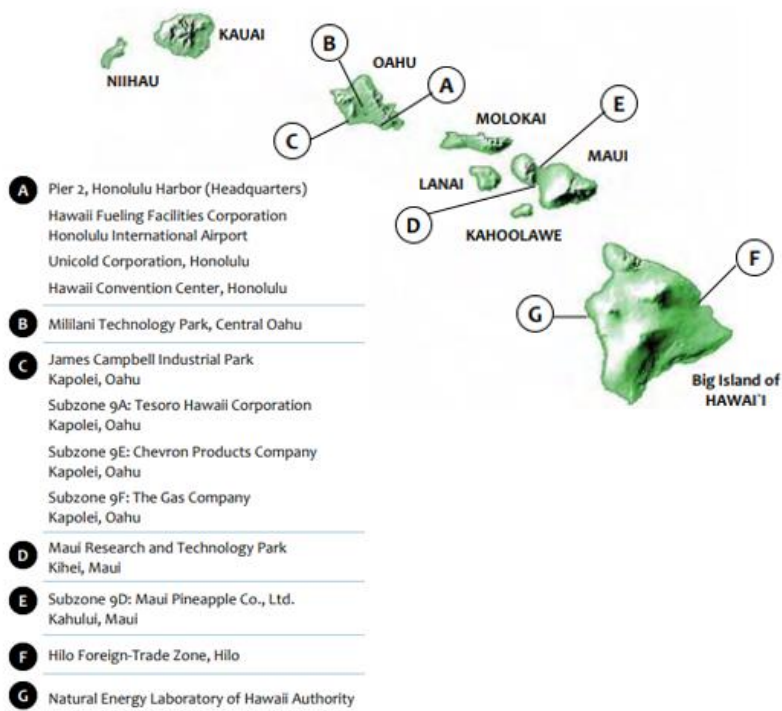 KAUAI
NIIHAU
B
OAHU
A
C
MOLOKAI
E
MAUI
LANAI
D
KAHOOLAWE
F
G
Big Island of
HAWAI`I
A Pier 2, Honolulu Harbor (Headquarters)
Hawaii Fueling Facilities Corporation
Honolulu International Airport
Unicold Corporation, Honolulu
Hawaii Convention Center, Honolulu
B Mililani Technology Park, Central Oahu
C James Campbell Industrial Park
Kapolei, Oahu
Subzone 9A: Tesoro Hawaii Corporation
Kapolei, Oahu
Subzone 9E: Chevron Products Company
Kapolei, Oahu
Subzone 9F: The Gas Company
Kapolei, Oahu
D Maui Research and Technology Park
Kihei, Maui
E Subzone 9D: Maui Pineapple Co., Ltd.
Kahului, Maui
F Hilo Foreign-Trade Zone, Hilo
G Natural Energy Laboratory of Hawaii Authority